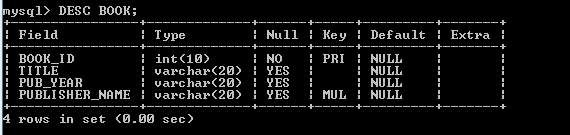 mysql> DESC BOOK;
+----------------+-------------+------+-----+---------+-------+
| Field          | Type        | Null | Key | Default | Extra |
+----------------+-------------+------+-----+---------+-------+
| BOOK_ID        | int(10)     | NO   | PRI | NULL    |       |
| TITLE          | varchar(20) | YES  |     | NULL    |       |
| PUB_YEAR       | varchar(20) | YES  |     | NULL    |       |
| PUBLISHER_NAME | varchar(20) | YES  | MUL | NULL    |       |
+----------------+-------------+------+-----+---------+-------+
4 rows in set (0.00 sec)